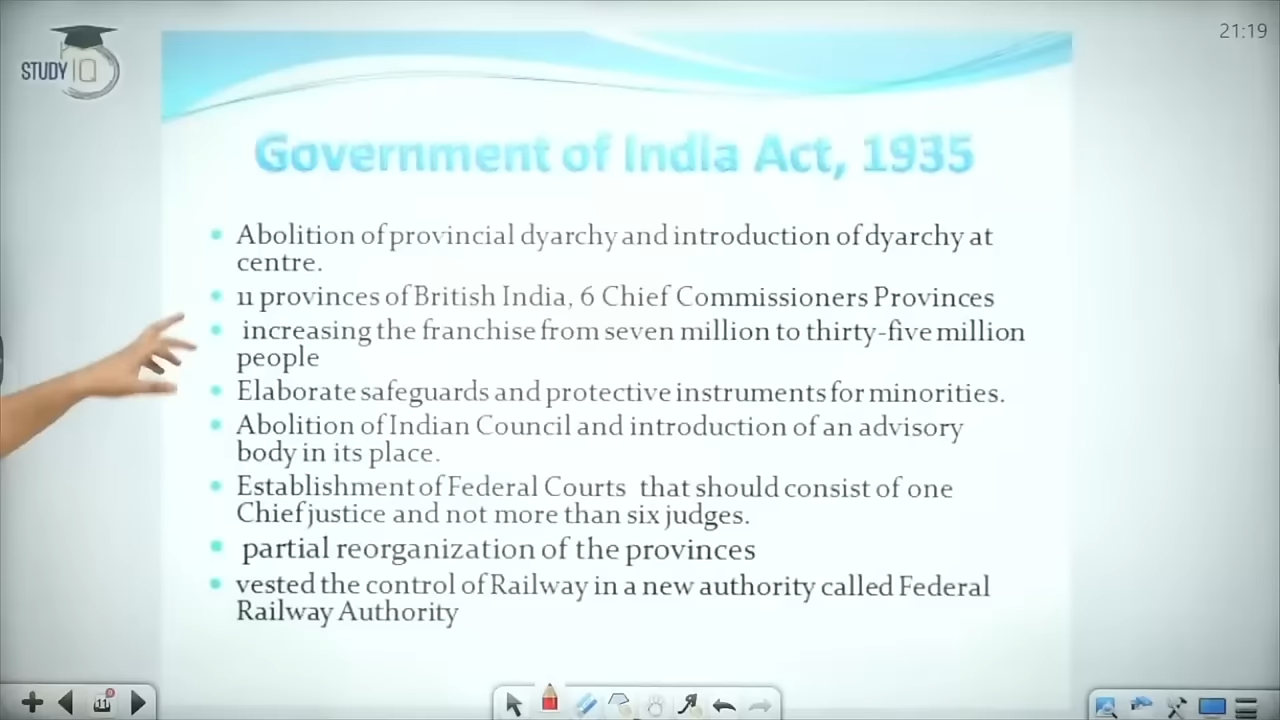 STUDY IQ
21:19
Government of India Act, 1935
Abolition of provincial dyarchy and introduction of dyarchy at
centre.
11 provinces of British India, 6 Chief Commissioners Provinces
increasing the franchise from seven million to thirty-five million
people
Elaborate safeguards and protective instruments for minorities.
Abolition of Indian Council and introduction of an advisory
body in its place.
Establishment of Federal Courts that should consist of one
Chief justice and not more than six judges.
partial reorganization of the provinces
vested the control of Railway in a new authority called Federal
Railway Authority
11